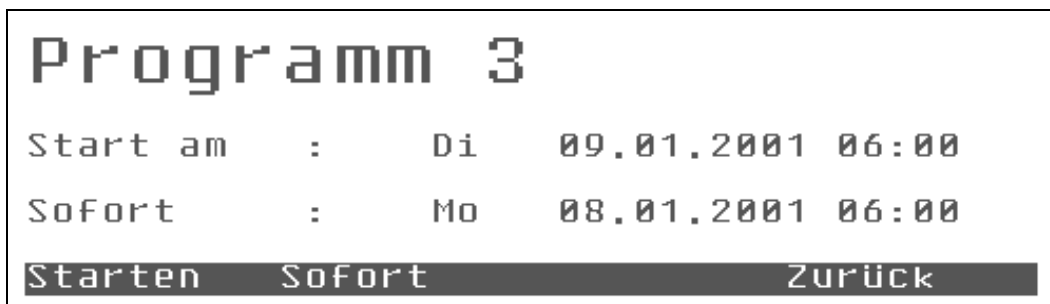 Programm 3
Start am : Di 09.01.2001 06:00
Sofort : Mo 08.01.2001 06:00
Starten Sofort Zurück